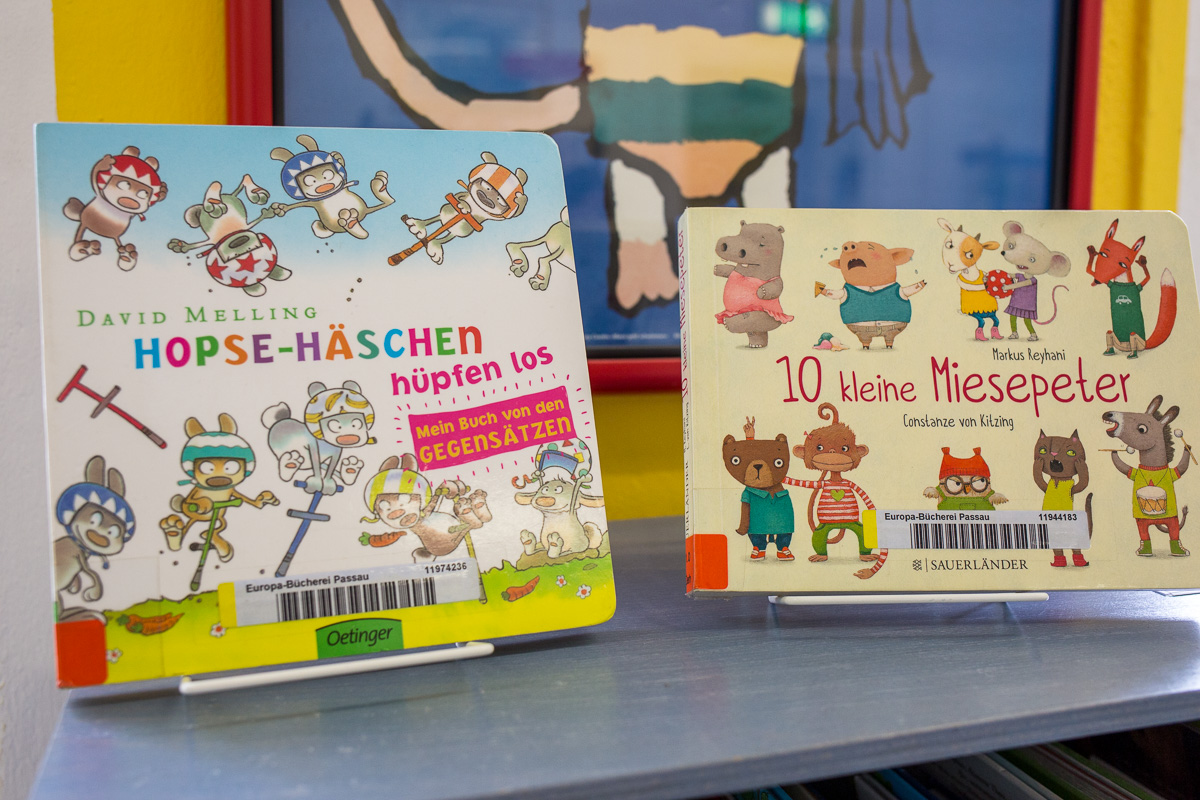 DAVID MELLING
HOPSE-HÄSCHEN
hüpfen los
Mein Buch von den
GEGENSÄTZEN
Europa-Bücherei Passau 11974236
Oetinger
Markus Reyhani
10 kleine Miesepeter
Constanze von Kitzing
Europa-Bücherei Passau 11944183
SAUERLÄNDER